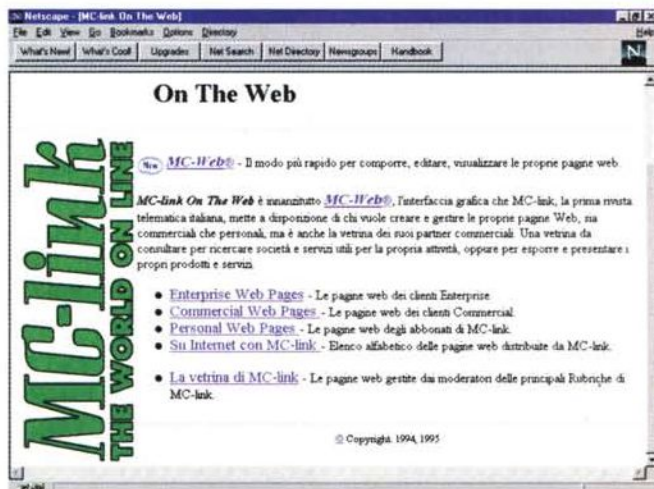 Netscape - [MC-link On The Web]
File Edit View Go Bookmarks Options Directory Help
What's New! What's Cool! Upgrades Net Search Net Directory Newsgroups Handbook
N
On The Web
MC-link
THE WORLD ON LINE
New MC-Web® - Il modo più rapido per comporre, editare, visualizzare le proprie pagine web.
MC-link On The Web è innanzitutto MC-Web®, l'interfaccia grafica che MC-link, la prima rivista
telematica italiana, mette a disposizione di chi vuole creare e gestire le proprie pagine Web, sia
commerciali che personali, ma è anche la vetrina dei suoi partner commerciali. Una vetrina da
consultare per ricercare società e servizi utili per la propria attività, oppure per esporre e presentare i
propri prodotti e servizi.
Enterprise Web Pages - Le pagine web dei clienti Enterprise
Commercial Web Pages - Le pagine web dei clienti Commercial.
Personal Web Pages - Le pagine web degli abbonati di MC-link.
Su Internet con MC-link - Elenco alfabetico delle pagine web distribuite da MC-link.
La vetrina di MC-link - Le pagine web gestite dai moderatori delle principali Rubriche di
MC-link.
© Copyright. 1994, 1995